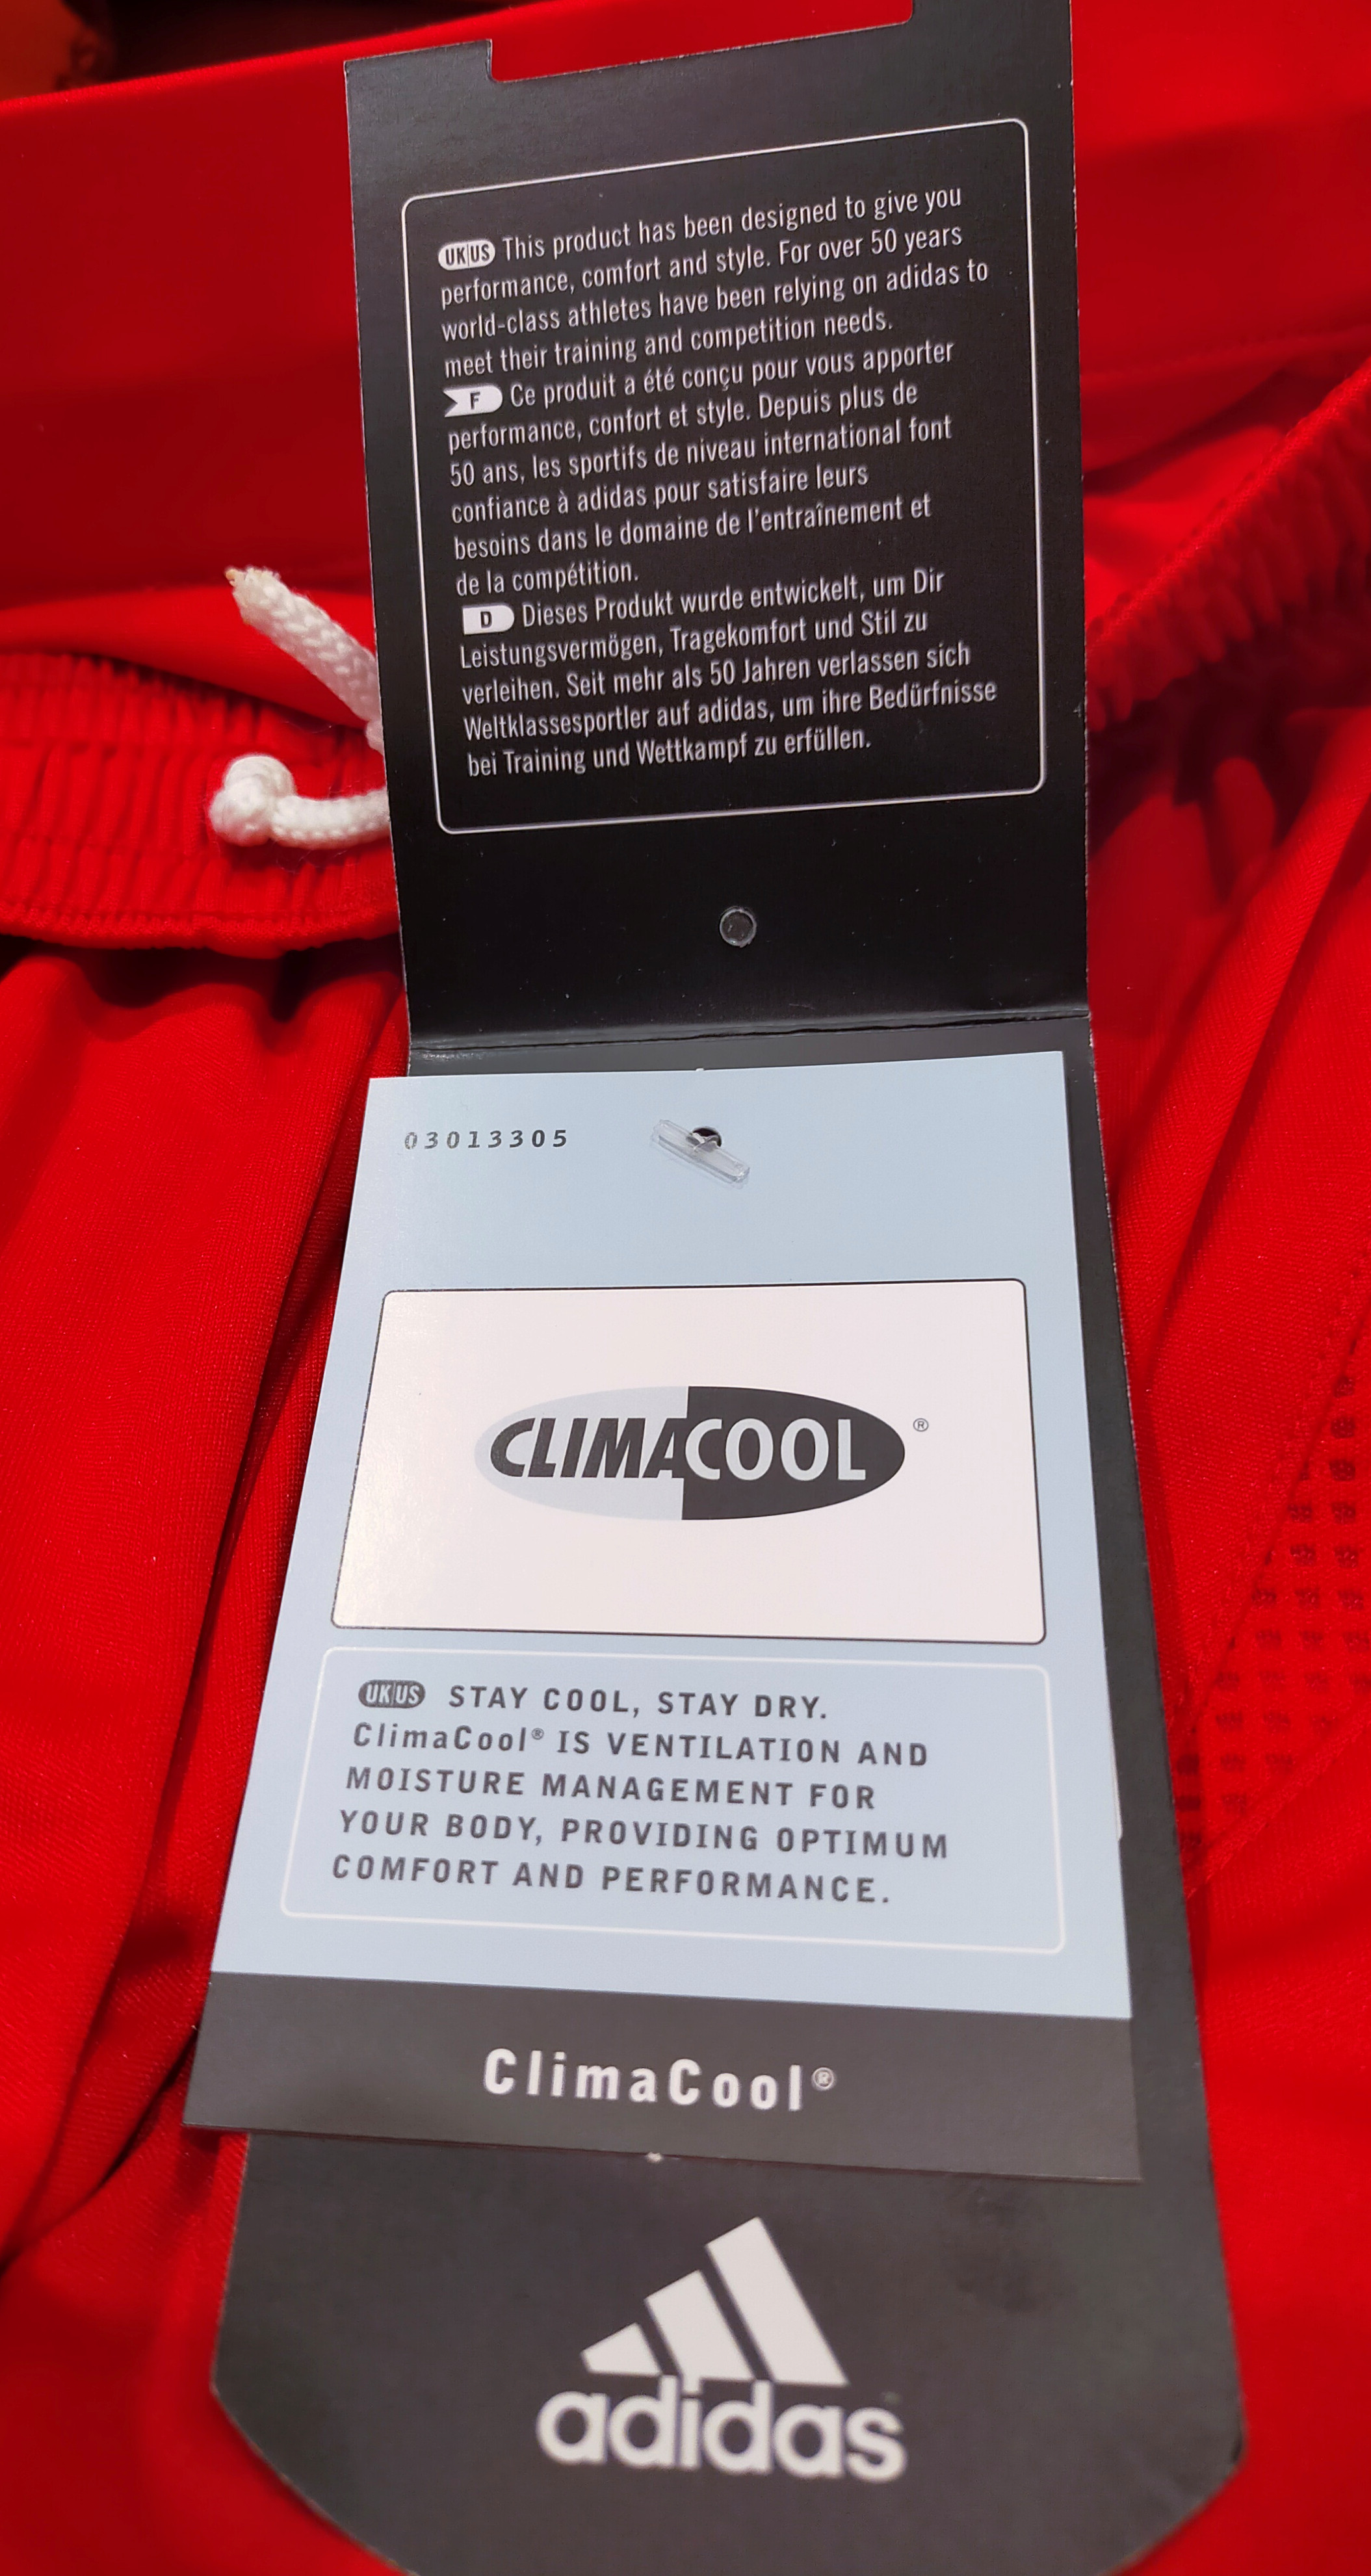 UK US This product has been designed to give you
performance, comfort and style. For over 50 years
world-class athletes have been relying on adidas to
meet their training and competition needs.
F Ce produit a été conçu pour vous apporter
performance, confort et style. Depuis plus de
50 ans, les sportifs de niveau international font
confiance à adidas pour satisfaire leurs
besoins dans le domaine de l'entraînement et
de la compétition.
D Dieses Produkt wurde entwickelt, um Dir
Leistungsvermögen, Tragekomfort und Stil zu
verleihen. Seit mehr als 50 Jahren verlassen sich
Weltklassesportler auf adidas, um ihre Bedürfnisse
bei Training und Wettkampf zu erfüllen.
03013305
CLIMACOOL®
UK US STAY COOL, STAY DRY.
ClimaCool® IS VENTILATION AND
MOISTURE MANAGEMENT FOR
YOUR BODY, PROVIDING OPTIMUM
COMFORT AND PERFORMANCE.
ClimaCool®
adidas